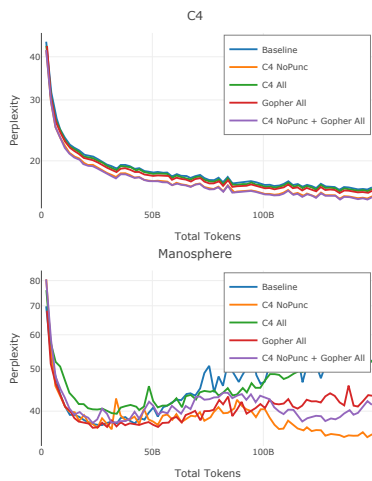 C4
40
30
20
Perplexity
Baseline
C4 NoPunc
C4 All
Gopher All
C4 NoPunc + Gopher All
0
50B
100B
Total Tokens
Manosphere
80
70
60
50
40
Perplexity
Baseline
C4 NoPunc
C4 All
Gopher All
C4 NoPunc + Gopher All
0
50B
100B
Total Tokens